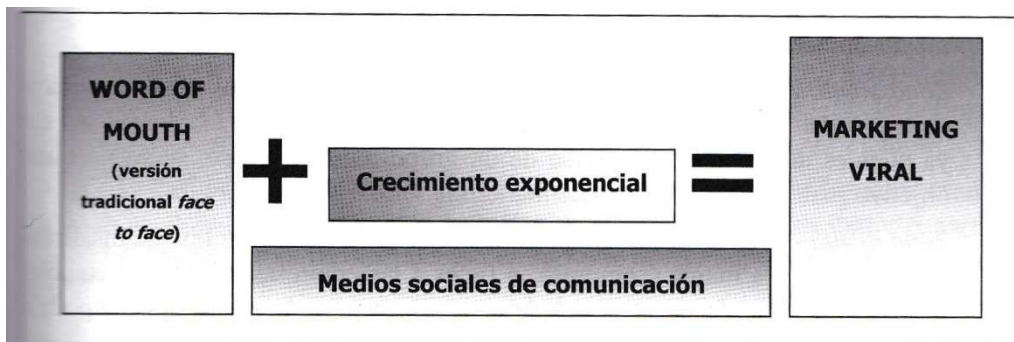 WORD OF
MOUTH
(versión
tradicional face
to face)
+
Crecimiento exponencial
=
MARKETING
VIRAL
Medios sociales de comunicación